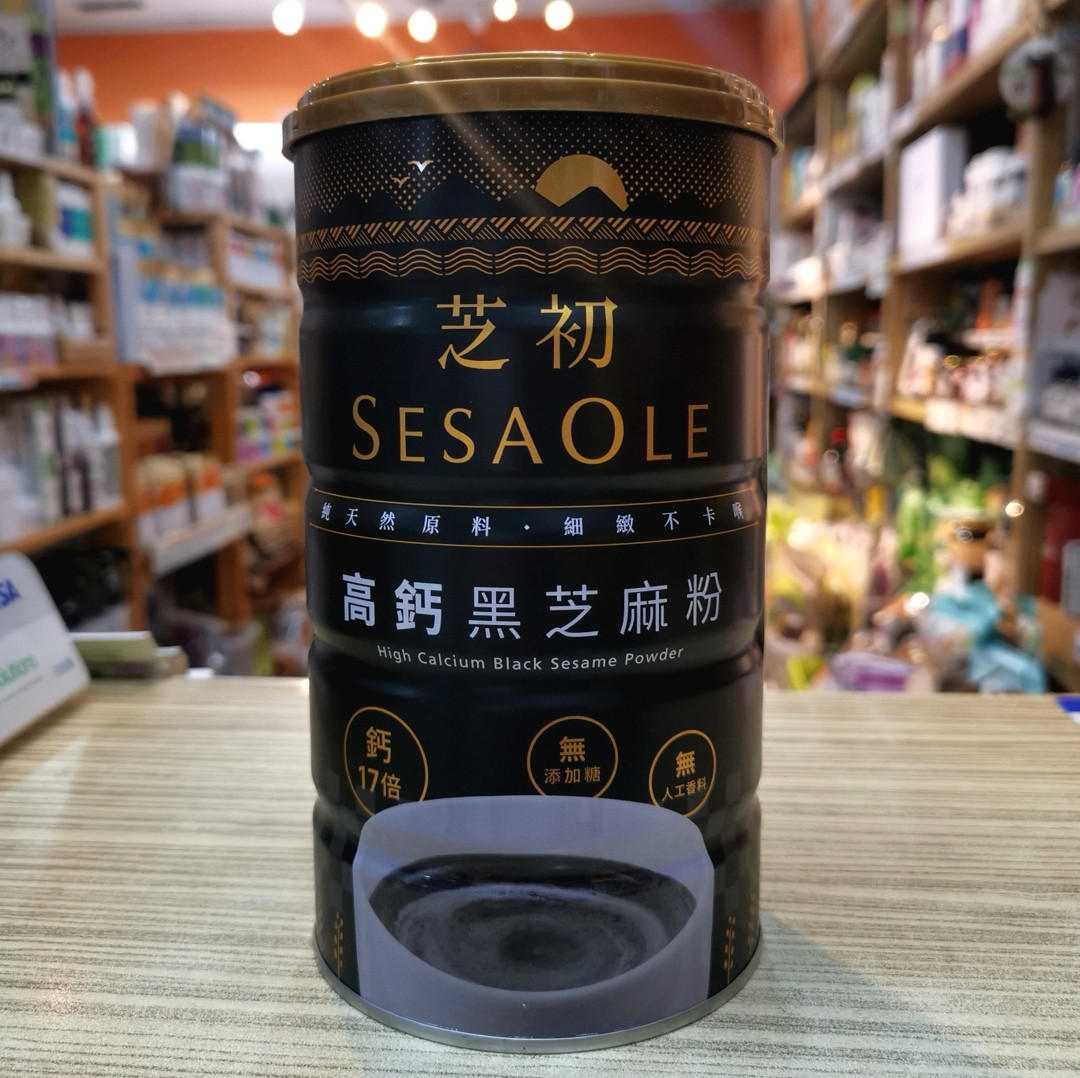 芝初
SESAOLE
純天然原料・細緻不卡喉
高鈣黑芝麻粉
High Calcium Black Sesame Powder
鈣
17倍
無
添加糖
無
人工香料